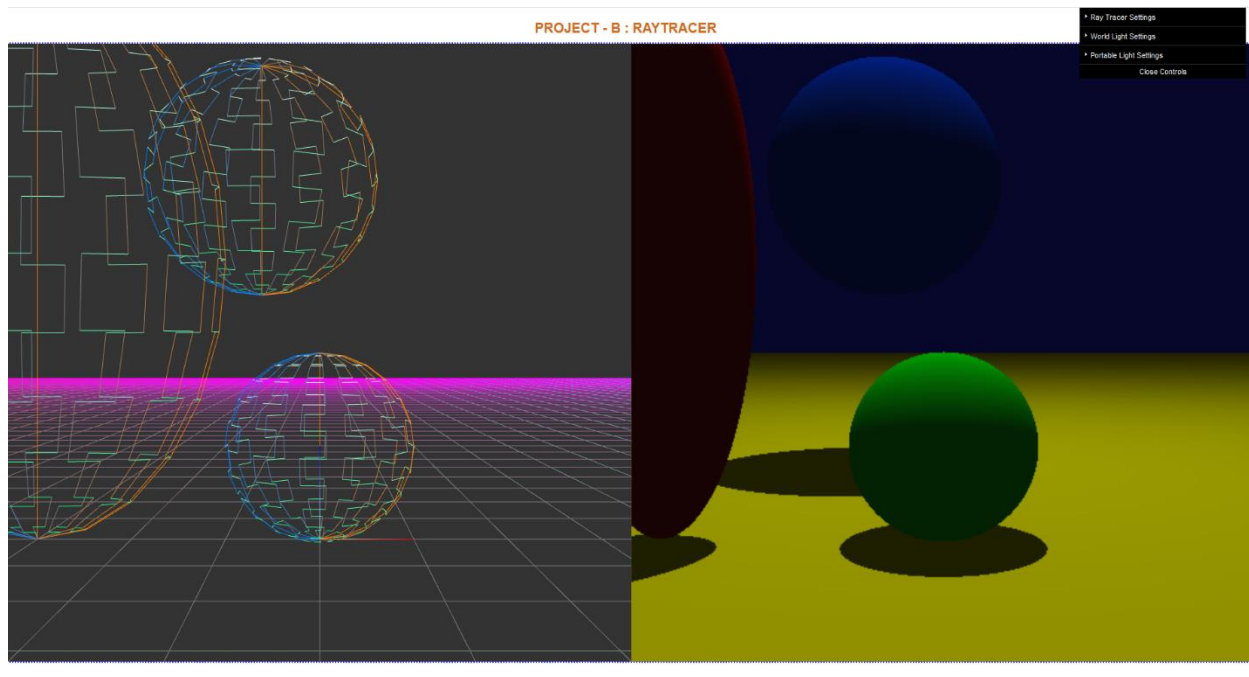 PROJECT - B : RAYTRACER
Ray Tracer Settings
World Light Settings
Portable Light Settings
Close Controls